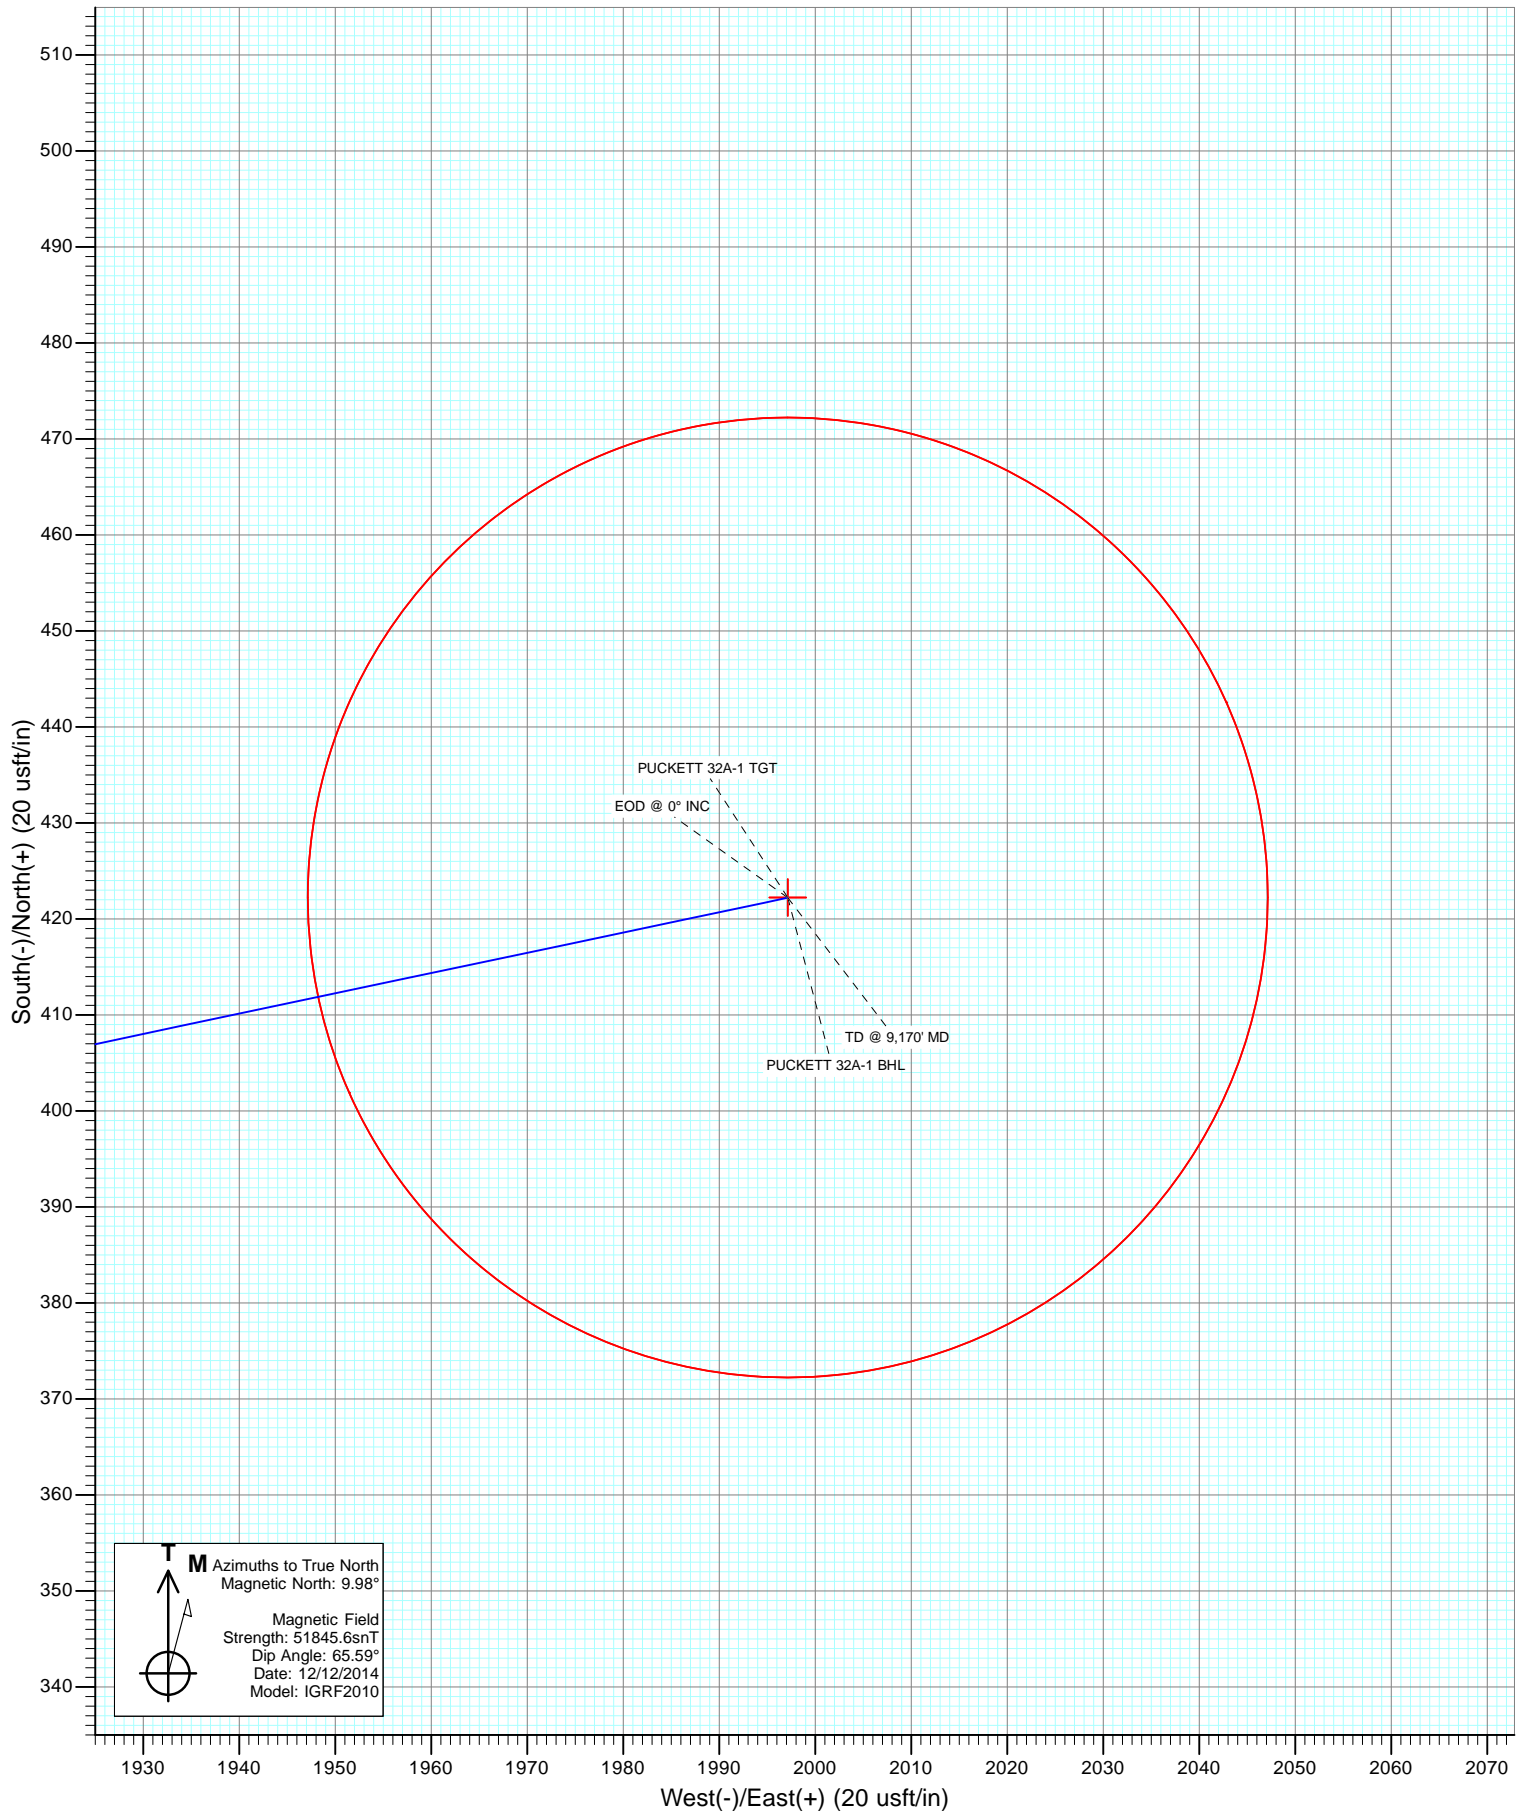 510
500
490
480
470
460
450
440
430
420
410
400
390
380
370
360
350
340
South(-)/North(+) (20 usft/in)
PUCKETT 32A-1 TGT
EOD @ 0° INC
TD @ 9,170' MD
PUCKETT 32A-1 BHL
T
M
Azimuths to True North
Magnetic North: 9.98°
Magnetic Field
Strength: 51845.6snT
Dip Angle: 65.59°
Date: 12/12/2014
Model: IGRF2010
1930 1940 1950 1960 1970 1980 1990 2000 2010 2020 2030 2040 2050 2060 2070
West(-)/East(+) (20 usft/in)